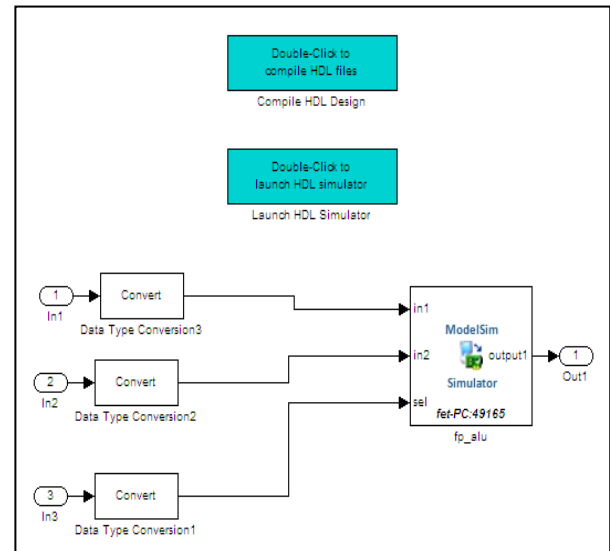 Double-Click to
compile HDL files
Compile HDL Design
Double-Click to
launch HDL simulator
Launch HDL Simulator
1
In1
Convert
Data Type Conversion3
2
In2
Convert
Data Type Conversion2
3
In3
Convert
Data Type Conversion1
in1
in2
sel
ModelSim
Simulator
output1
fet-PC:49165
fp_alu
1
Out1